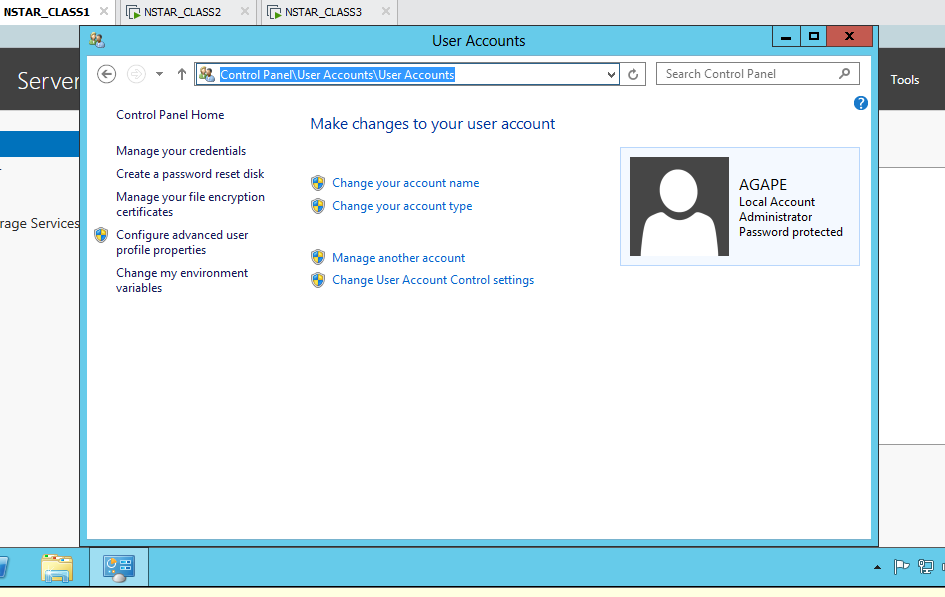 NSTAR_CLASS1
NSTAR_CLASS2
NSTAR_CLASS3
User Accounts
Server
Control Panel\User Accounts\User Accounts
Search Control Panel
Tools
Control Panel Home
Make changes to your user account
Manage your credentials
Create a password reset disk
Manage your file encryption
certificates
Configure advanced user
profile properties
Change my environment
variables
Change your account name
Change your account type
Manage another account
Change User Account Control settings
AGAPE
Local Account
Administrator
Password protected
rage Services